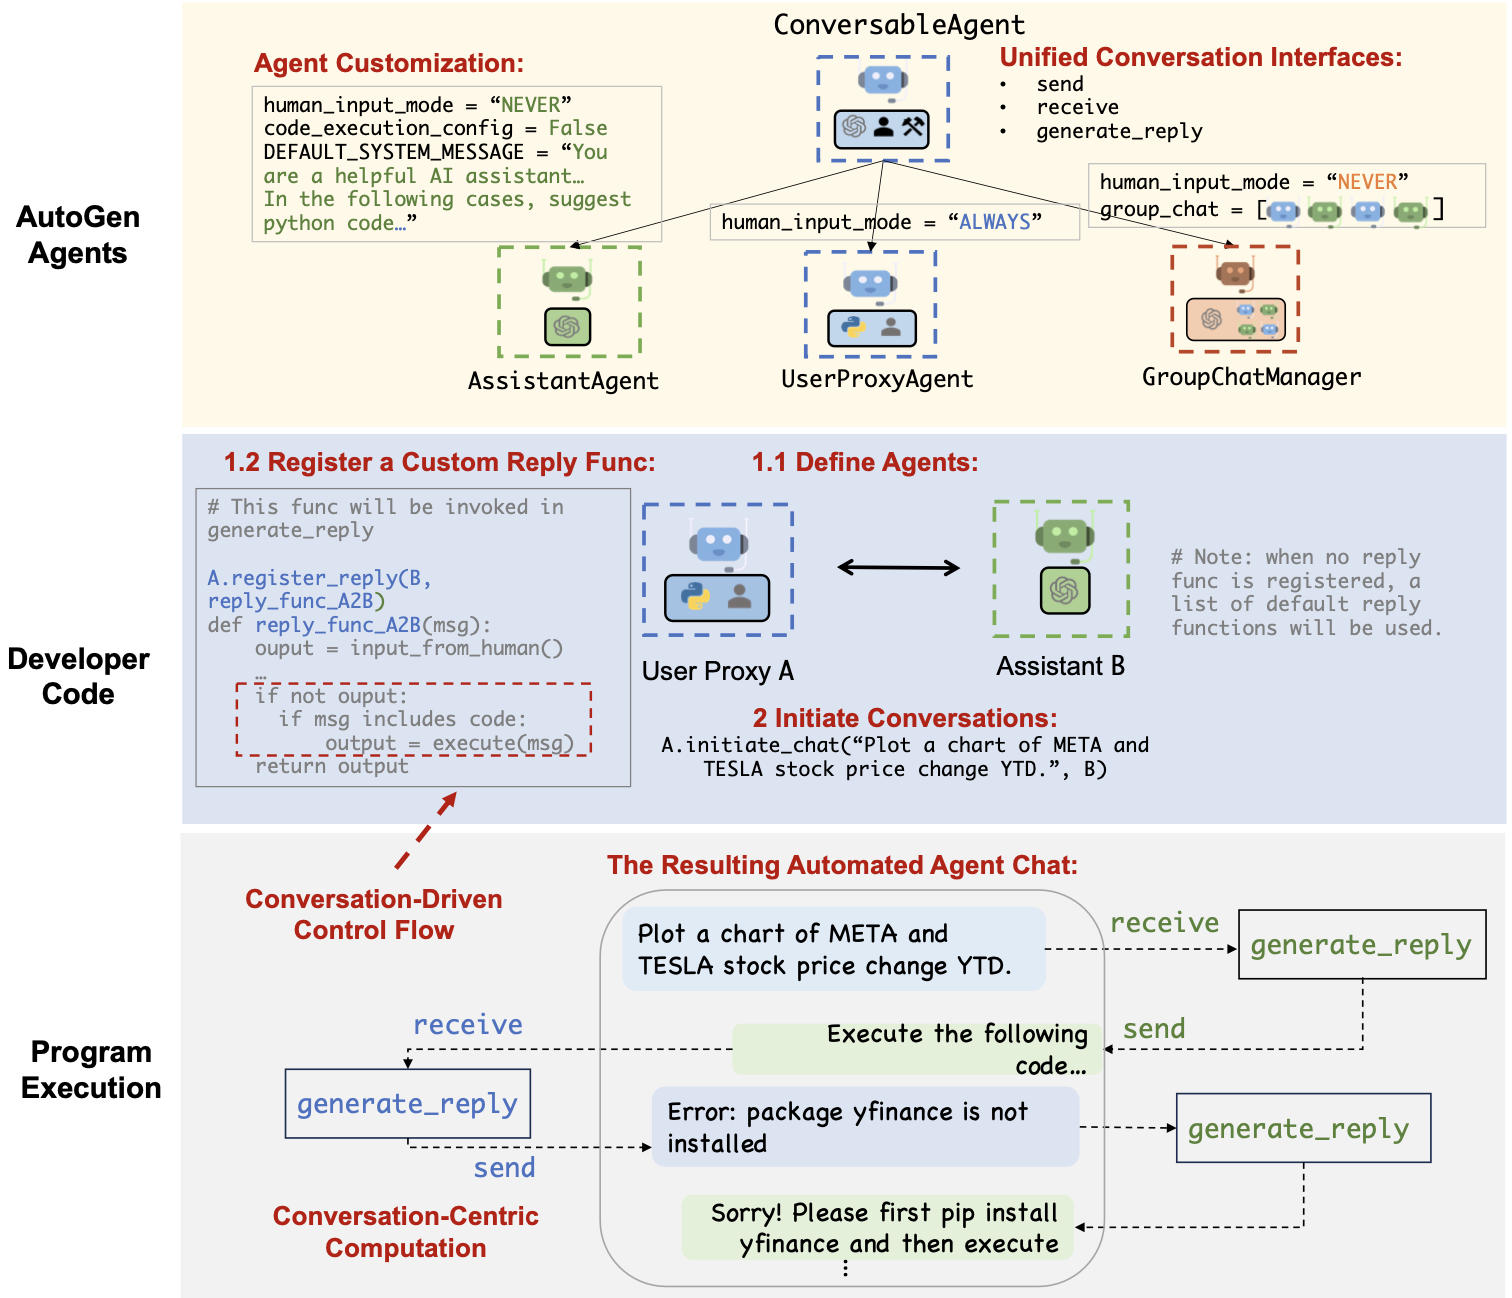 ConversableAgent
Agent Customization:
human_input_mode = “NEVER”
code_execution_config = False
DEFAULT_SYSTEM_MESSAGE = “You
are a helpful AI assistant…
In the following cases, suggest
python code…”
Unified Conversation Interfaces:
• send
• receive
• generate_reply
human_input_mode = “ALWAYS”
human_input_mode = “NEVER”
group_chat = [ ]
AutoGen
Agents
AssistantAgent
UserProxyAgent
GroupChatManager
1.2 Register a Custom Reply Func:
# This func will be invoked in
generate_reply
A.register_reply(B,
reply_func_A2B)
def reply_func_A2B(msg):
ouput = input_from_human()
…
if not ouput:
if msg includes code:
output = execute(msg)
return output
1.1 Define Agents:
User Proxy A
Assistant B
# Note: when no reply
func is registered, a
list of default reply
functions will be used.
Developer
Code
2 Initiate Conversations:
A.initiate_chat(“Plot a chart of META and
TESLA stock price change YTD.”, B)
Conversation-Driven
Control Flow
The Resulting Automated Agent Chat:
Plot a chart of META and
TESLA stock price change YTD.
receive
generate_reply
send
Execute the following
code…
receive
generate_reply
send
Program
Execution
Error: package yfinance is not
installed
generate_reply
Sorry! Please first pip install
yfinance and then execute
⋮
Conversation-Centric
Computation